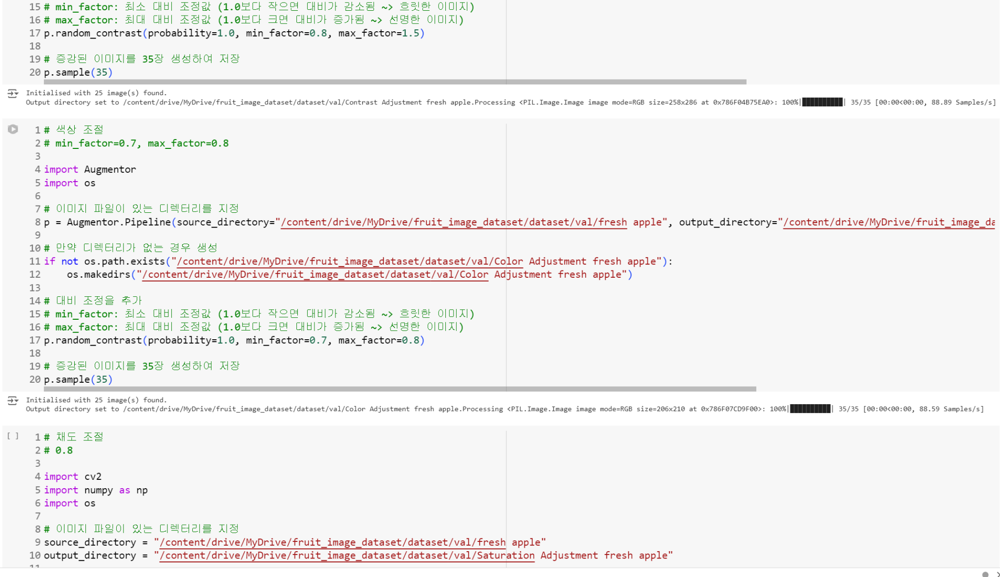 15 # min_factor: 최소 대비 조정값 (1.0보다 작으면 대비가 감소됨 ~> 흐릿한 이미지)
16 # max_factor: 최대 대비 조정값 (1.0보다 크면 대비가 증가됨 ~> 선명한 이미지)
17 p.random_contrast(probability=1.0, min_factor=0.8, max_factor=1.5)
18
19 # 증강된 이미지를 35장 생성하여 저장
20 p.sample(35)
Initialised with 25 image(s) found.
Output directory set to /content/drive/MyDrive/fruit_image_dataset/dataset/val/Contrast Adjustment fresh apple.Processing <PIL.Image.Image image mode=RGB size=258x286 at 0x786F04B75EA0>: 100%|██████████| 35/35 [00:00<00:00, 88.89 Samples/s]
1 # 색상 조절
2 # min_factor=0.7, max_factor=0.8
3
4 import Augmentor
5 import os
6
7 # 이미지 파일이 있는 디렉터리를 지정
8 p = Augmentor.Pipeline(source_directory="/content/drive/MyDrive/fruit_image_dataset/dataset/val/fresh apple", output_directory="/content/drive/MyDrive/fruit_image_da
9
10 # 만약 디렉터리가 없는 경우 생성
11 if not os.path.exists("/content/drive/MyDrive/fruit_image_dataset/dataset/val/Color Adjustment fresh apple"):
12     os.makedirs("/content/drive/MyDrive/fruit_image_dataset/dataset/val/Color Adjustment fresh apple")
13
14 # 대비 조정을 추가
15 # min_factor: 최소 대비 조정값 (1.0보다 작으면 대비가 감소됨 ~> 흐릿한 이미지)
16 # max_factor: 최대 대비 조정값 (1.0보다 크면 대비가 증가됨 ~> 선명한 이미지)
17 p.random_contrast(probability=1.0, min_factor=0.7, max_factor=0.8)
18
19 # 증강된 이미지를 35장 생성하여 저장
20 p.sample(35)
Initialised with 25 image(s) found.
Output directory set to /content/drive/MyDrive/fruit_image_dataset/dataset/val/Color Adjustment fresh apple.Processing <PIL.Image.Image image mode=RGB size=206x210 at 0x786F07CD9F00>: 100%|██████████| 35/35 [00:00<00:00, 88.59 Samples/s]
[ ] 1 # 채도 조절
2 # 0.8
3
4 import cv2
5 import numpy as np
6 import os
7
8 # 이미지 파일이 있는 디렉터리를 지정
9 source_directory = "/content/drive/MyDrive/fruit_image_dataset/dataset/val/fresh apple"
10 output_directory = "/content/drive/MyDrive/fruit_image_dataset/dataset/val/Saturation Adjustment fresh apple"
11